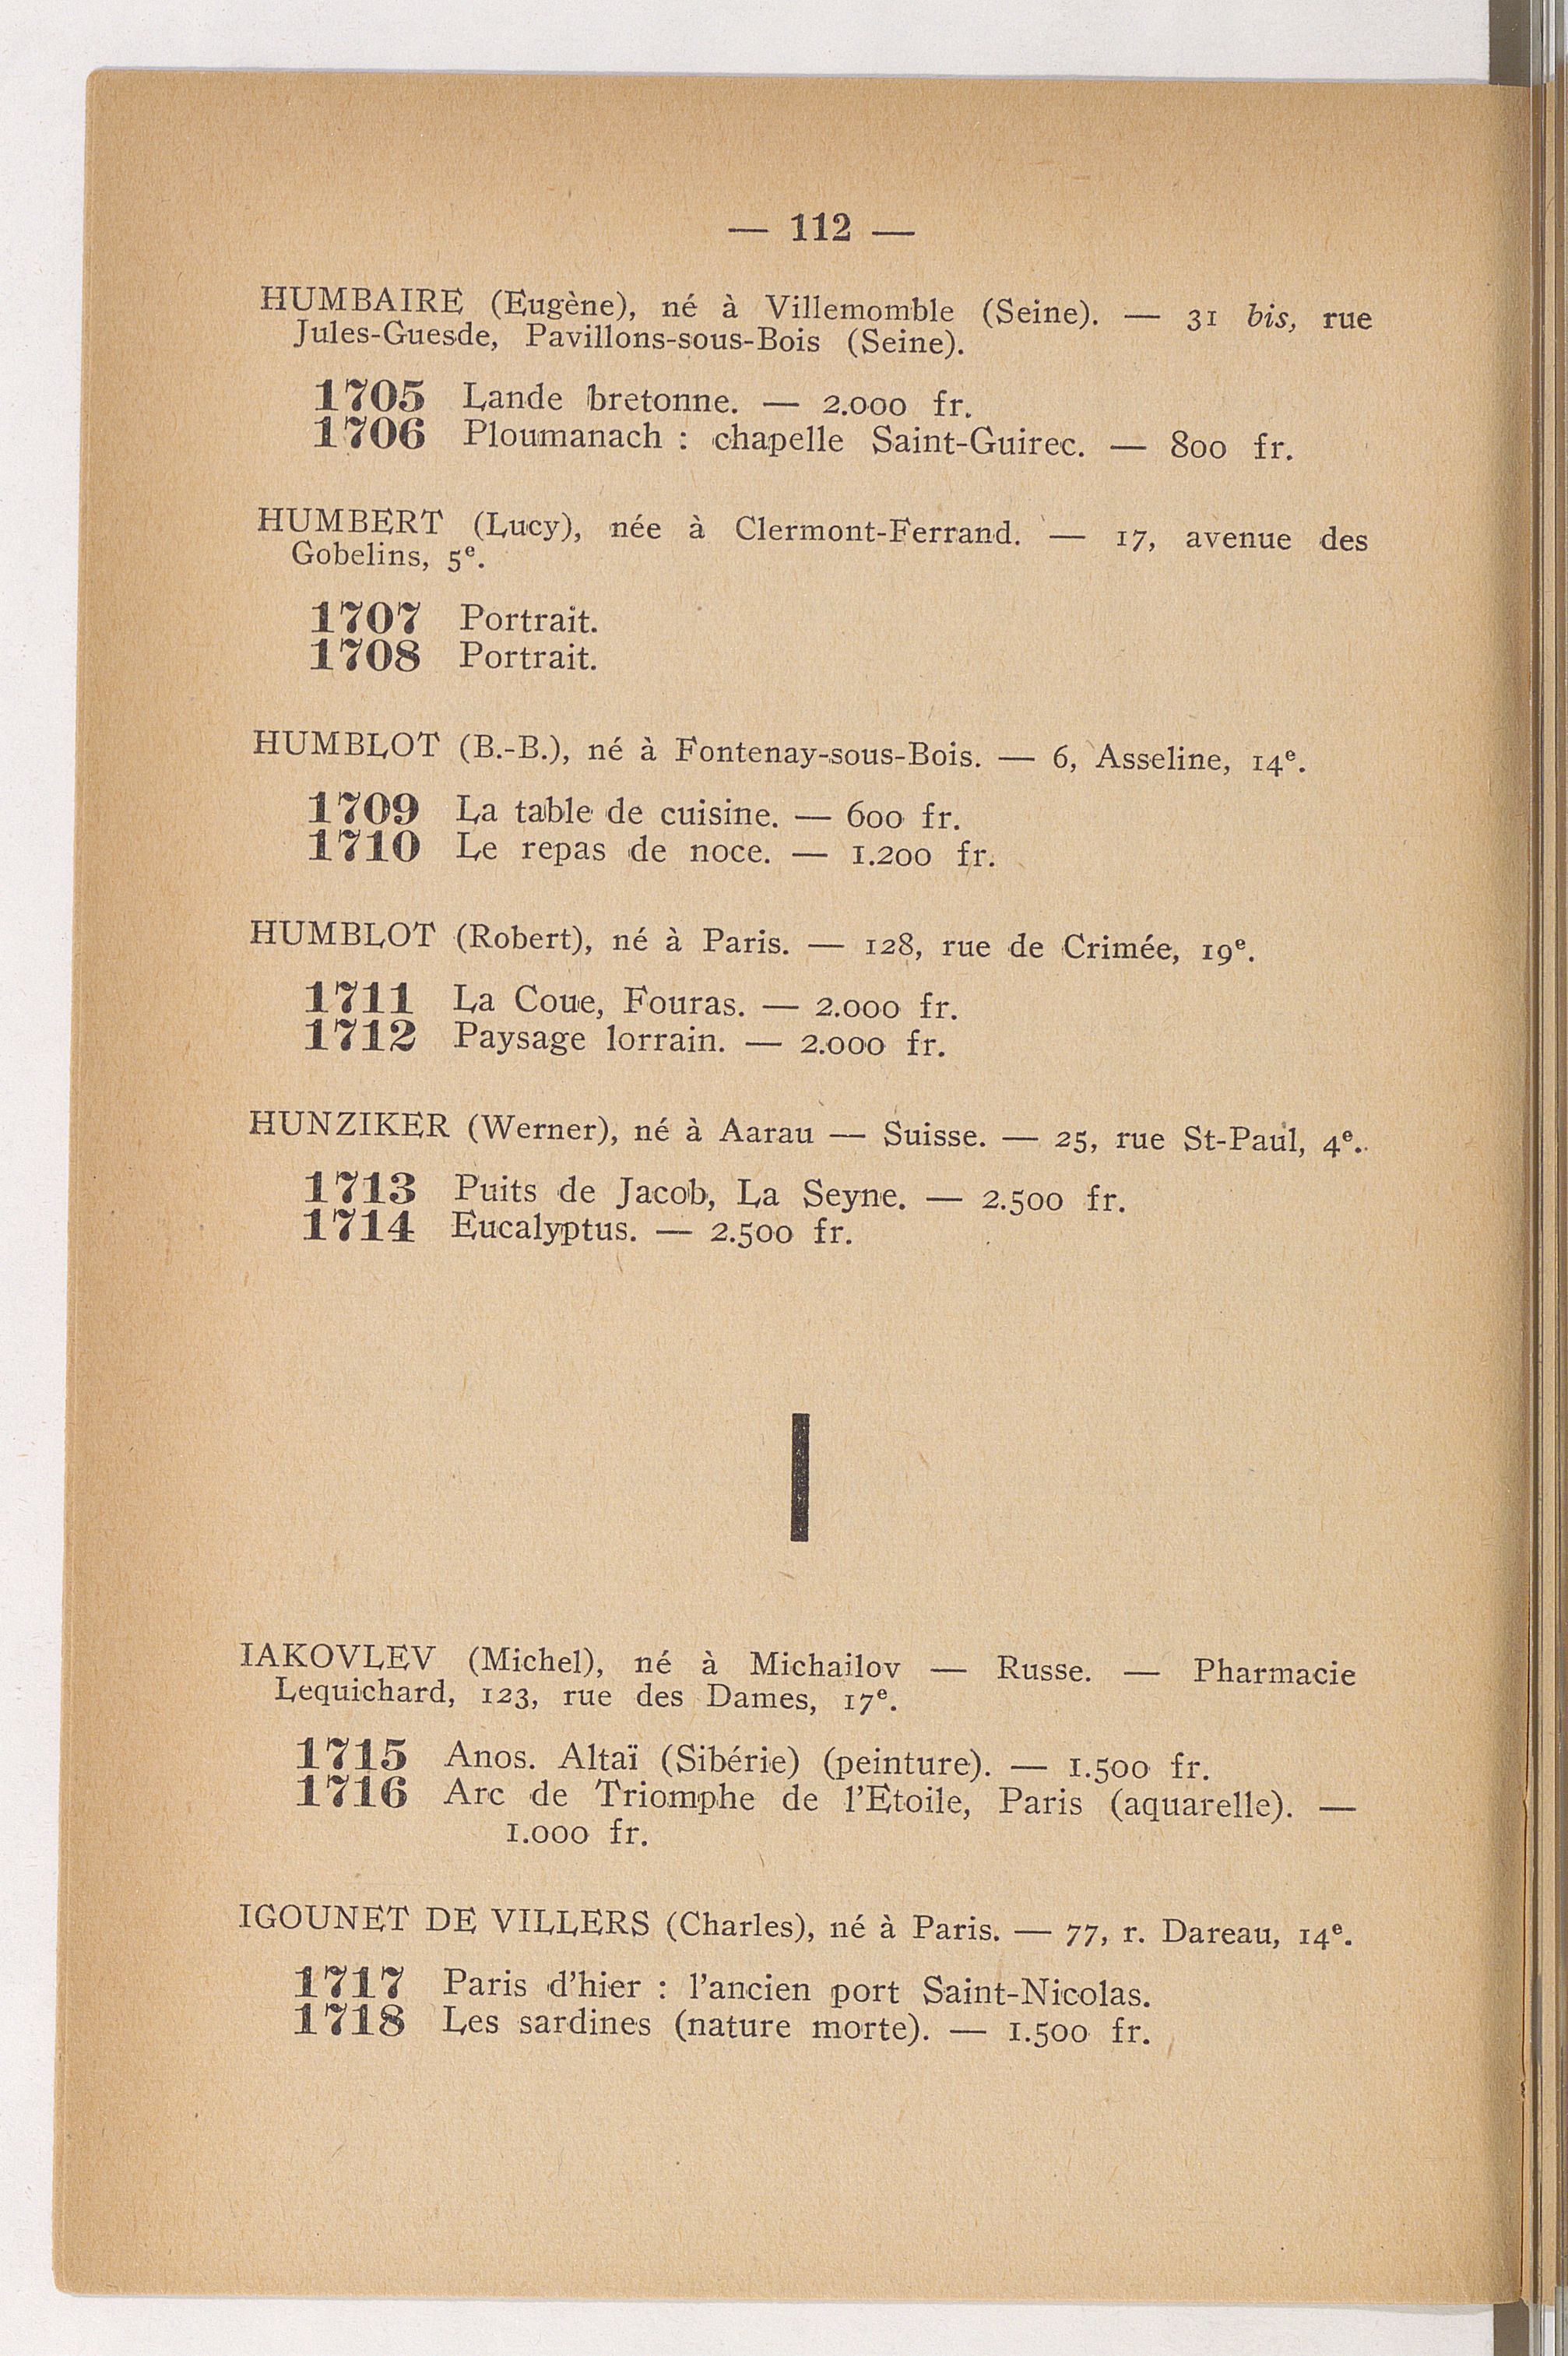 — 112 —
HUMBAIRE (Eugène), né à Villemomble (Seine). — 31 bis, rue
Jules-Guesde, Pavillons-sous-Bois (Seine).
1705 Lande bretonne. — 2.000 fr.
1706 Ploumanach : chapelle Saint-Guirec. — 800 fr.
HUMBERT (Lucy), née à Clermont-Ferrand. — 17, avenue des
Gobelins, 5e.
1707 Portrait.
1708 Portrait.
HUMBLOT (B.-B.), né à Fontenay-sous-Bois. — 6, Asseline, 14e.
1709 La table de cuisine. — 600 fr.
1710 Le repas de noce. — 1.200 fr.
HUMBLOT (Robert), né à Paris. — 128, rue de Crimée, 19e.
1711 La Coue, Fouras. — 2.000 fr.
1712 Paysage lorrain. — 2.000 fr.
HUNZIKER (Werner), né à Aarau — Suisse. — 25, rue St-Paul, 4e.
1713 Puits de Jacob, La Seyne. — 2.500 fr.
1714 Eucalyptus. — 2.500 fr.
I
IAKOVLEV (Michel), né à Michailov — Russe. — Pharmacie
Lequichard, 123, rue des Dames, 17e.
1715 Anos. Altaï (Sibérie) (peinture). — 1.500 fr.
1716 Arc de Triomphe de l'Etoile, Paris (aquarelle). —
1.000 fr.
IGOUNET DE VILLERS (Charles), né à Paris. — 77, r. Dareau, 14e.
1717 Paris d'hier : l'ancien port Saint-Nicolas.
1718 Les sardines (nature morte). — 1.500 fr.